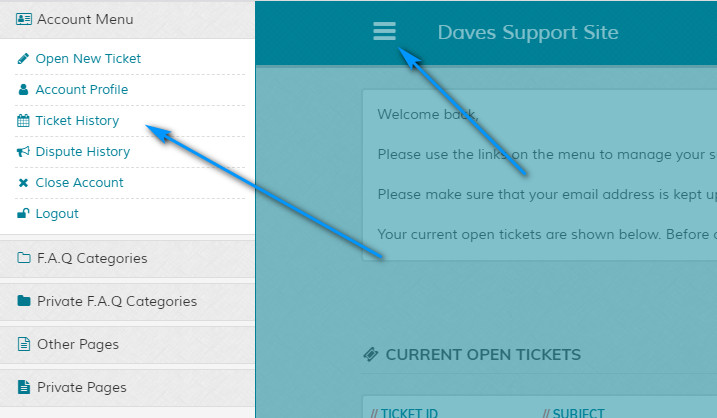 Account Menu
Open New Ticket
Account Profile
Ticket History
Dispute History
Close Account
Logout
F.A.Q Categories
Private F.A.Q Categories
Other Pages
Private Pages
Daves Support Site
Welcome back,
Please use the links on the menu to manage your s
Please make sure that your email address is kept up
Your current open tickets are shown below. Before
CURRENT OPEN TICKETS
// TICKET ID // SUBJECT